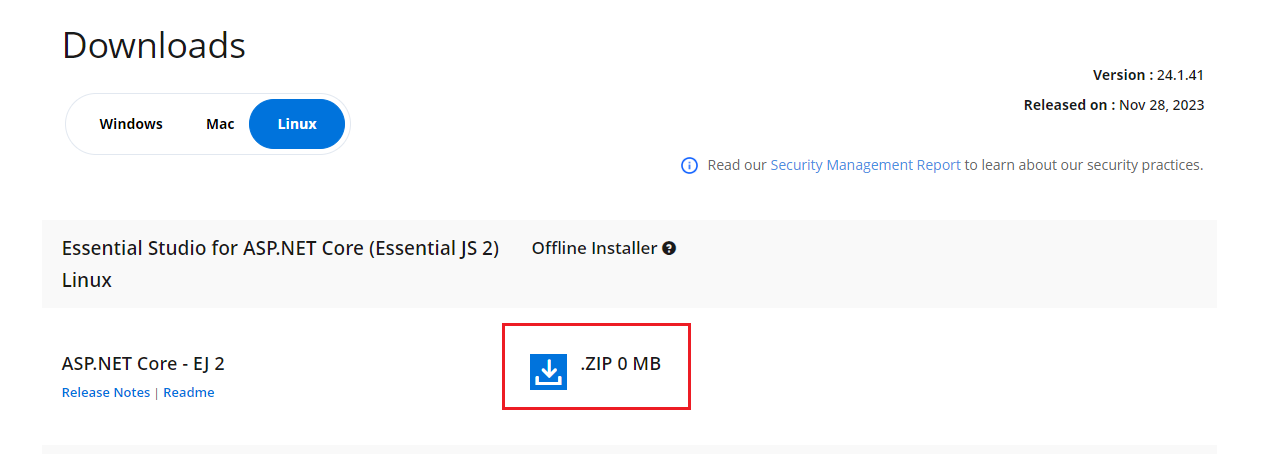 Downloads
Version : 24.1.41
Released on : Nov 28, 2023
Windows Mac Linux
Read our Security Management Report to learn about our security practices.
Essential Studio for ASP.NET Core (Essential JS 2)
Linux
Offline Installer
ASP.NET Core - EJ 2
Release Notes | Readme
.ZIP 0 MB